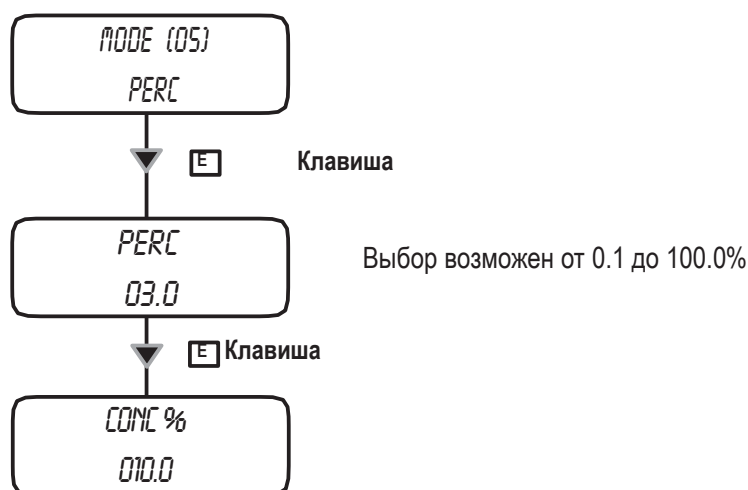 MODE (05)
PERC
E Клавиша
PERC
03.0
Выбор возможен от 0.1 до 100.0%
E Клавиша
CONC %
010.0